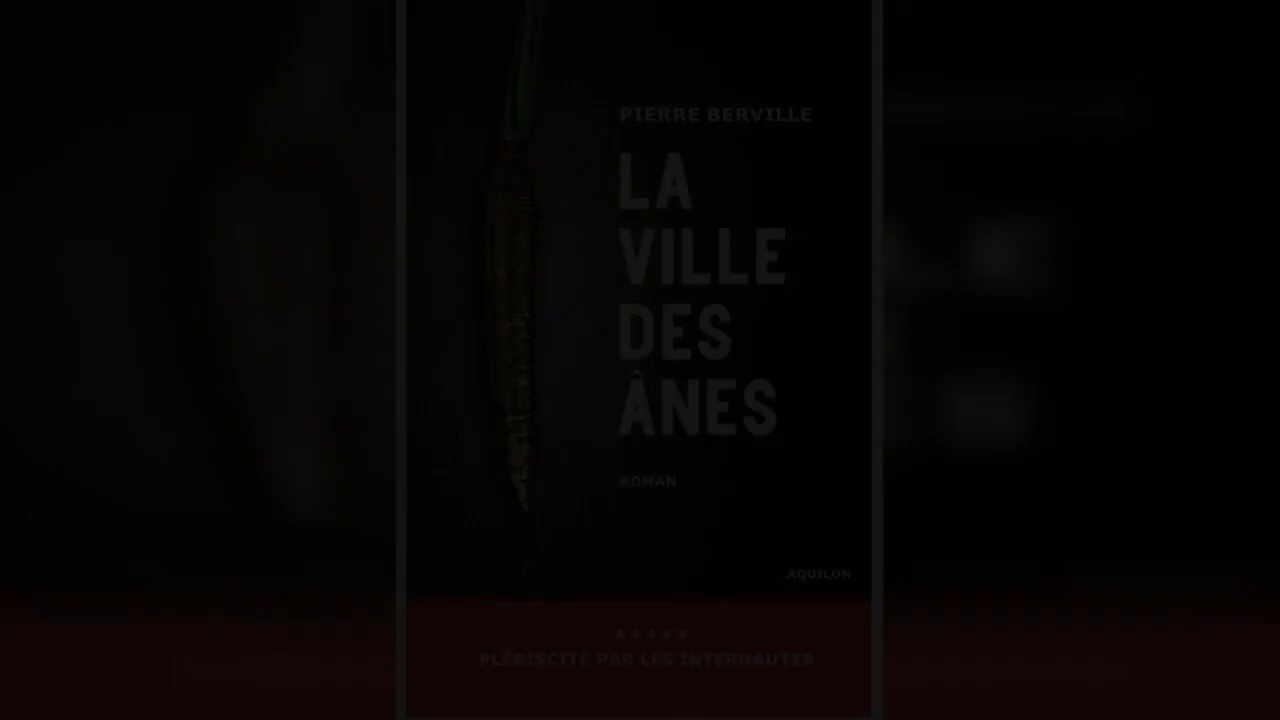 PIERRE BERVILLE
LA
VILLE
DES
ÂNES
ROMAN
AQUILON
PLÉBISCITÉ PAR LES INTERNAUTES